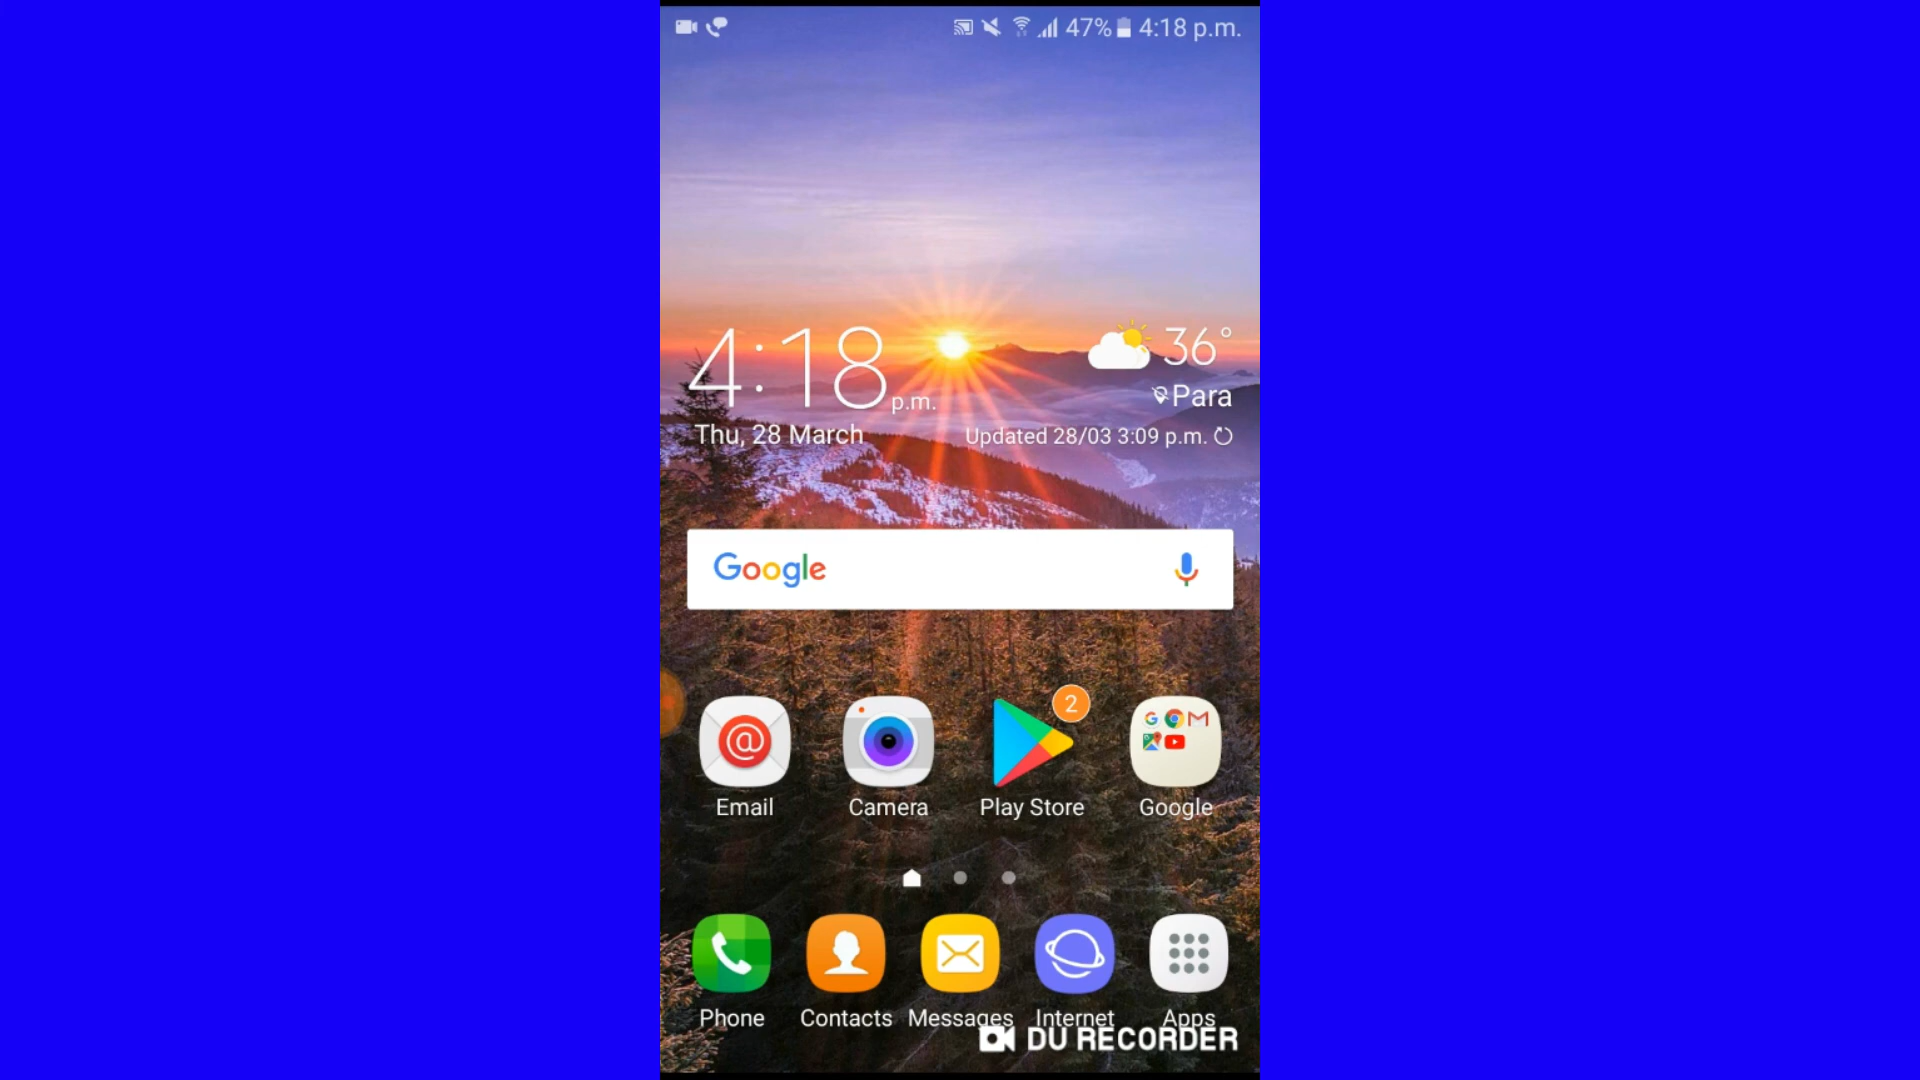 47% 4:18 p.m.
4:18 p.m.
36°
Para
Thu, 28 March
Updated 28/03 3:09 p.m.
Google
2
Email Camera Play Store Google
Phone Contacts Messages Internet Apps
DU RECORDER